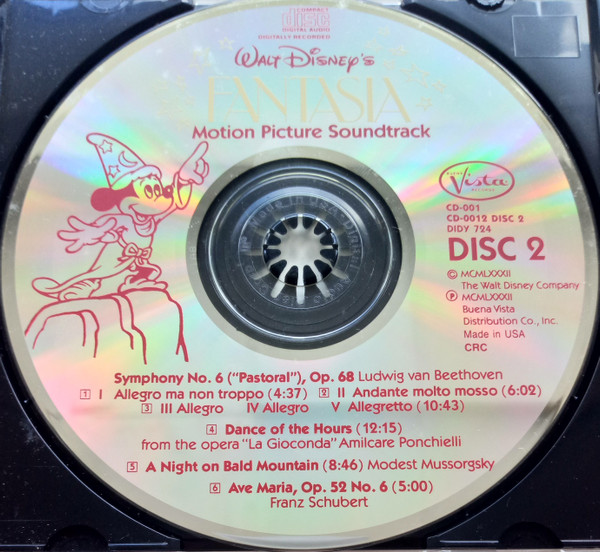 COMPACT
DISC
DIGITAL AUDIO
DIGITALLY RECORDED
WALT DISNEY'S
FANTASIA
Motion Picture Soundtrack
BUENA
Vista
RECORDS
CD-001
CD-0012 DISC 2
DIDY 724
DISC 2
© MCMLXXXII
The Walt Disney Company
℗ MCMLXXXII
Buena Vista
Distribution Co., Inc.
Made in USA
CRC
Symphony No. 6 ("Pastoral"), Op. 68 Ludwig van Beethoven
1 I Allegro ma non troppo (4:37) 2 II Andante molto mosso (6:02)
3 III Allegro IV Allegro V Allegretto (10:43)
4 Dance of the Hours (12:15)
from the opera "La Gioconda" Amilcare Ponchielli
5 A Night on Bald Mountain (8:46) Modest Mussorgsky
6 Ave Maria, Op. 52 No. 6 (5:00)
Franz Schubert
Made in U.S.A.